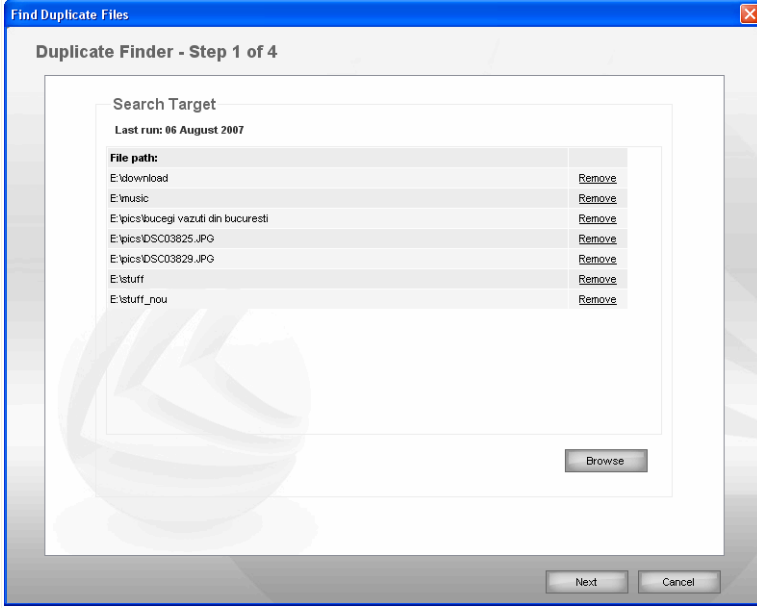 Find Duplicate Files
Duplicate Finder - Step 1 of 4
Search Target
Last run: 06 August 2007
File path:
E:\download Remove
E:\music Remove
E:\pics\bucegi vazuti din bucuresti Remove
E:\pics\DSC03825.JPG Remove
E:\pics\DSC03829.JPG Remove
E:\stuff Remove
E:\stuff_nou Remove
Browse
Next Cancel